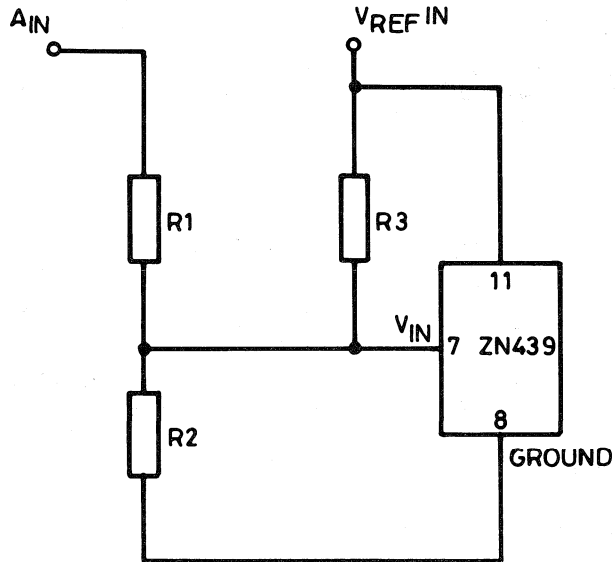 AIN
VREF IN
R1
R3
11
VIN
7 ZN439
8
R2
GROUND